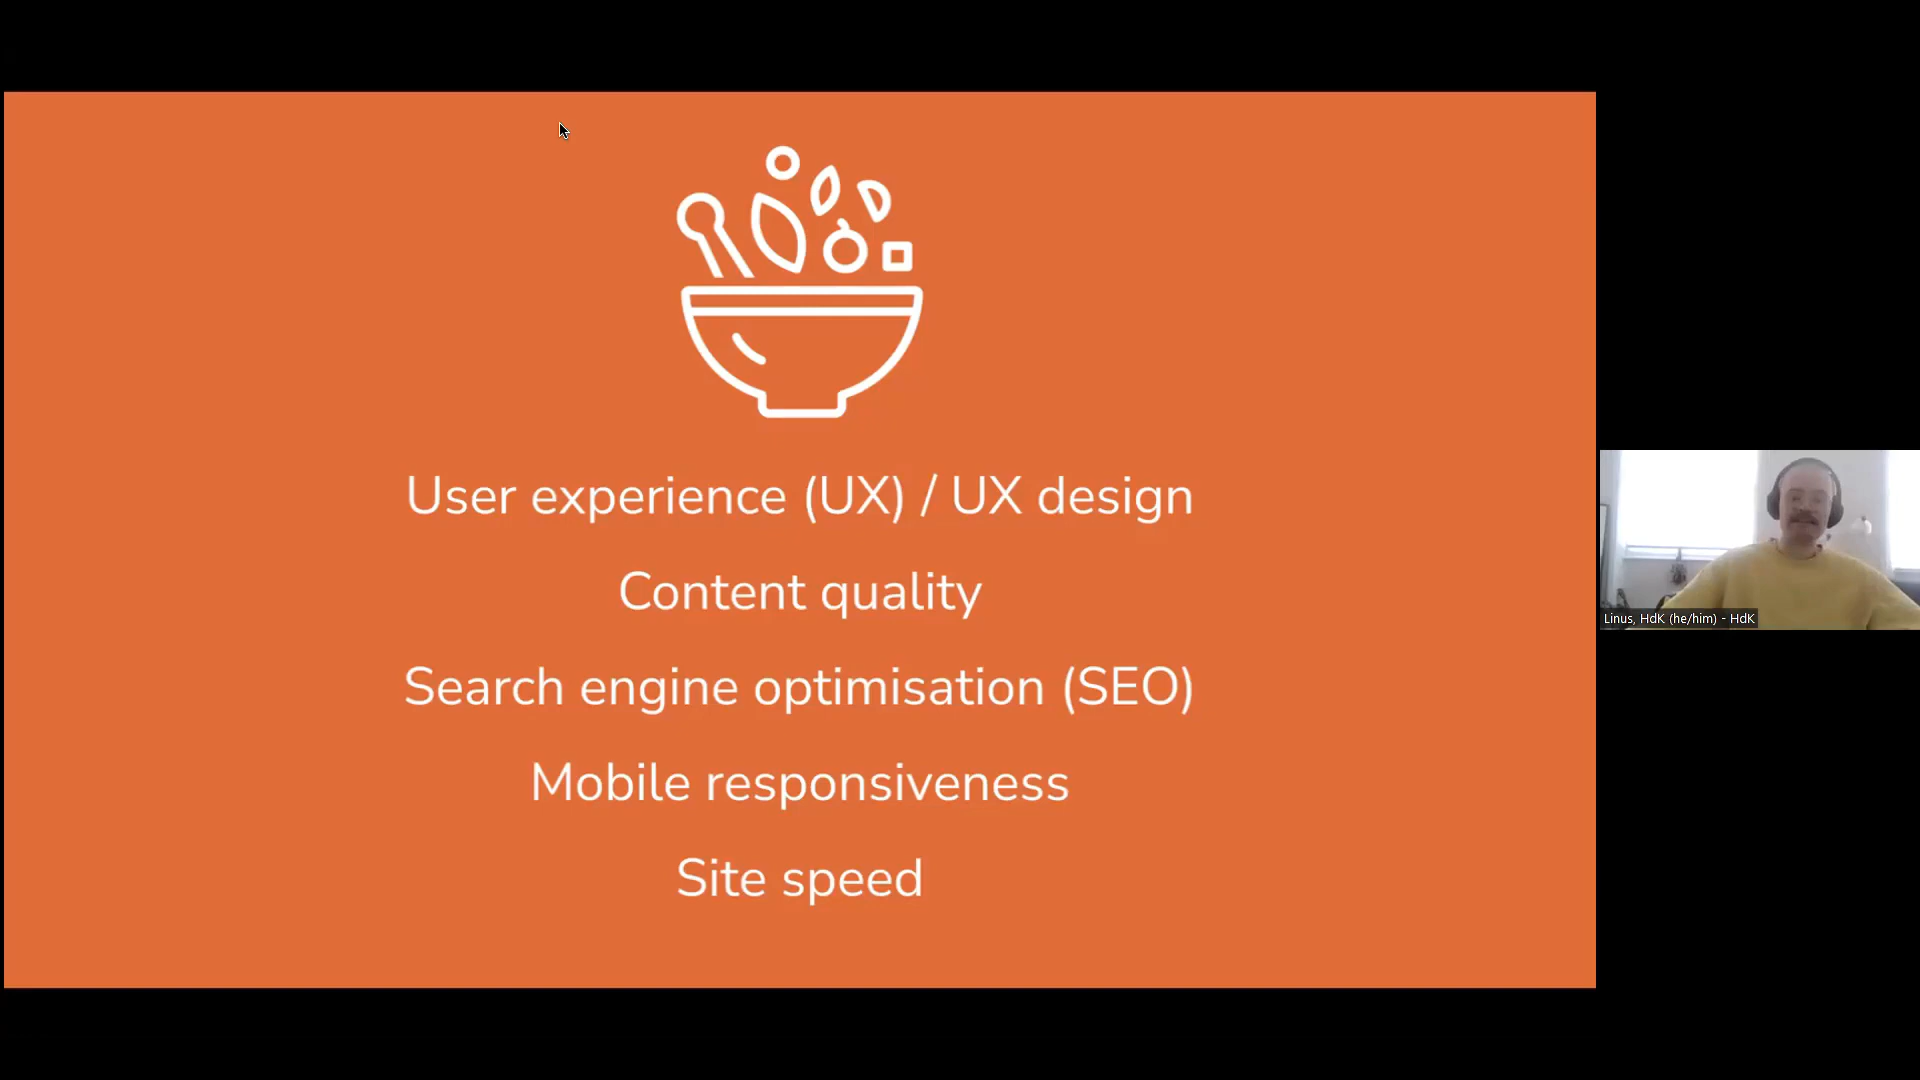 User experience (UX) / UX design
Content quality
Search engine optimisation (SEO)
Mobile responsiveness
Site speed
Linus, HdK (he/him) - HdK